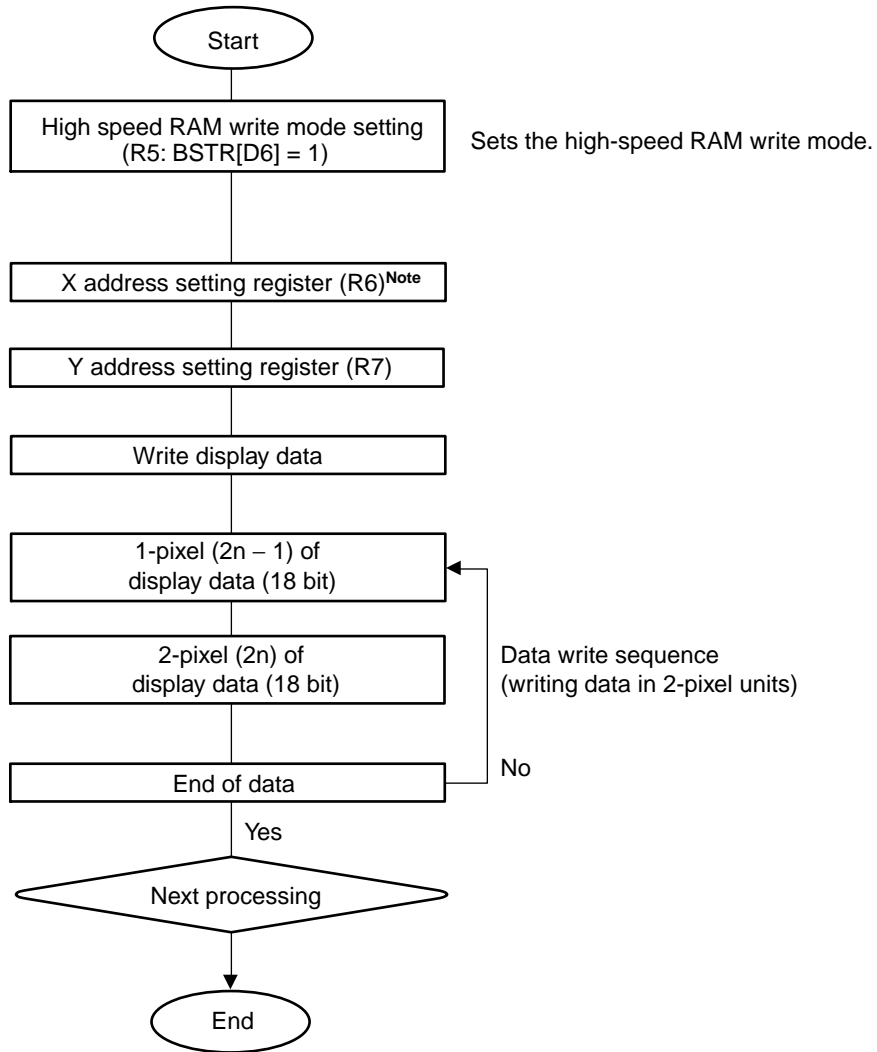 Start
High speed RAM write mode setting
(R5: BSTR[D6] = 1)
Sets the high-speed RAM write mode.
X address setting register (R6)Note
Y address setting register (R7)
Write display data
1-pixel (2n − 1) of
display data (18 bit)
2-pixel (2n) of
display data (18 bit)
Data write sequence
(writing data in 2-pixel units)
End of data
No
Yes
Next processing
End